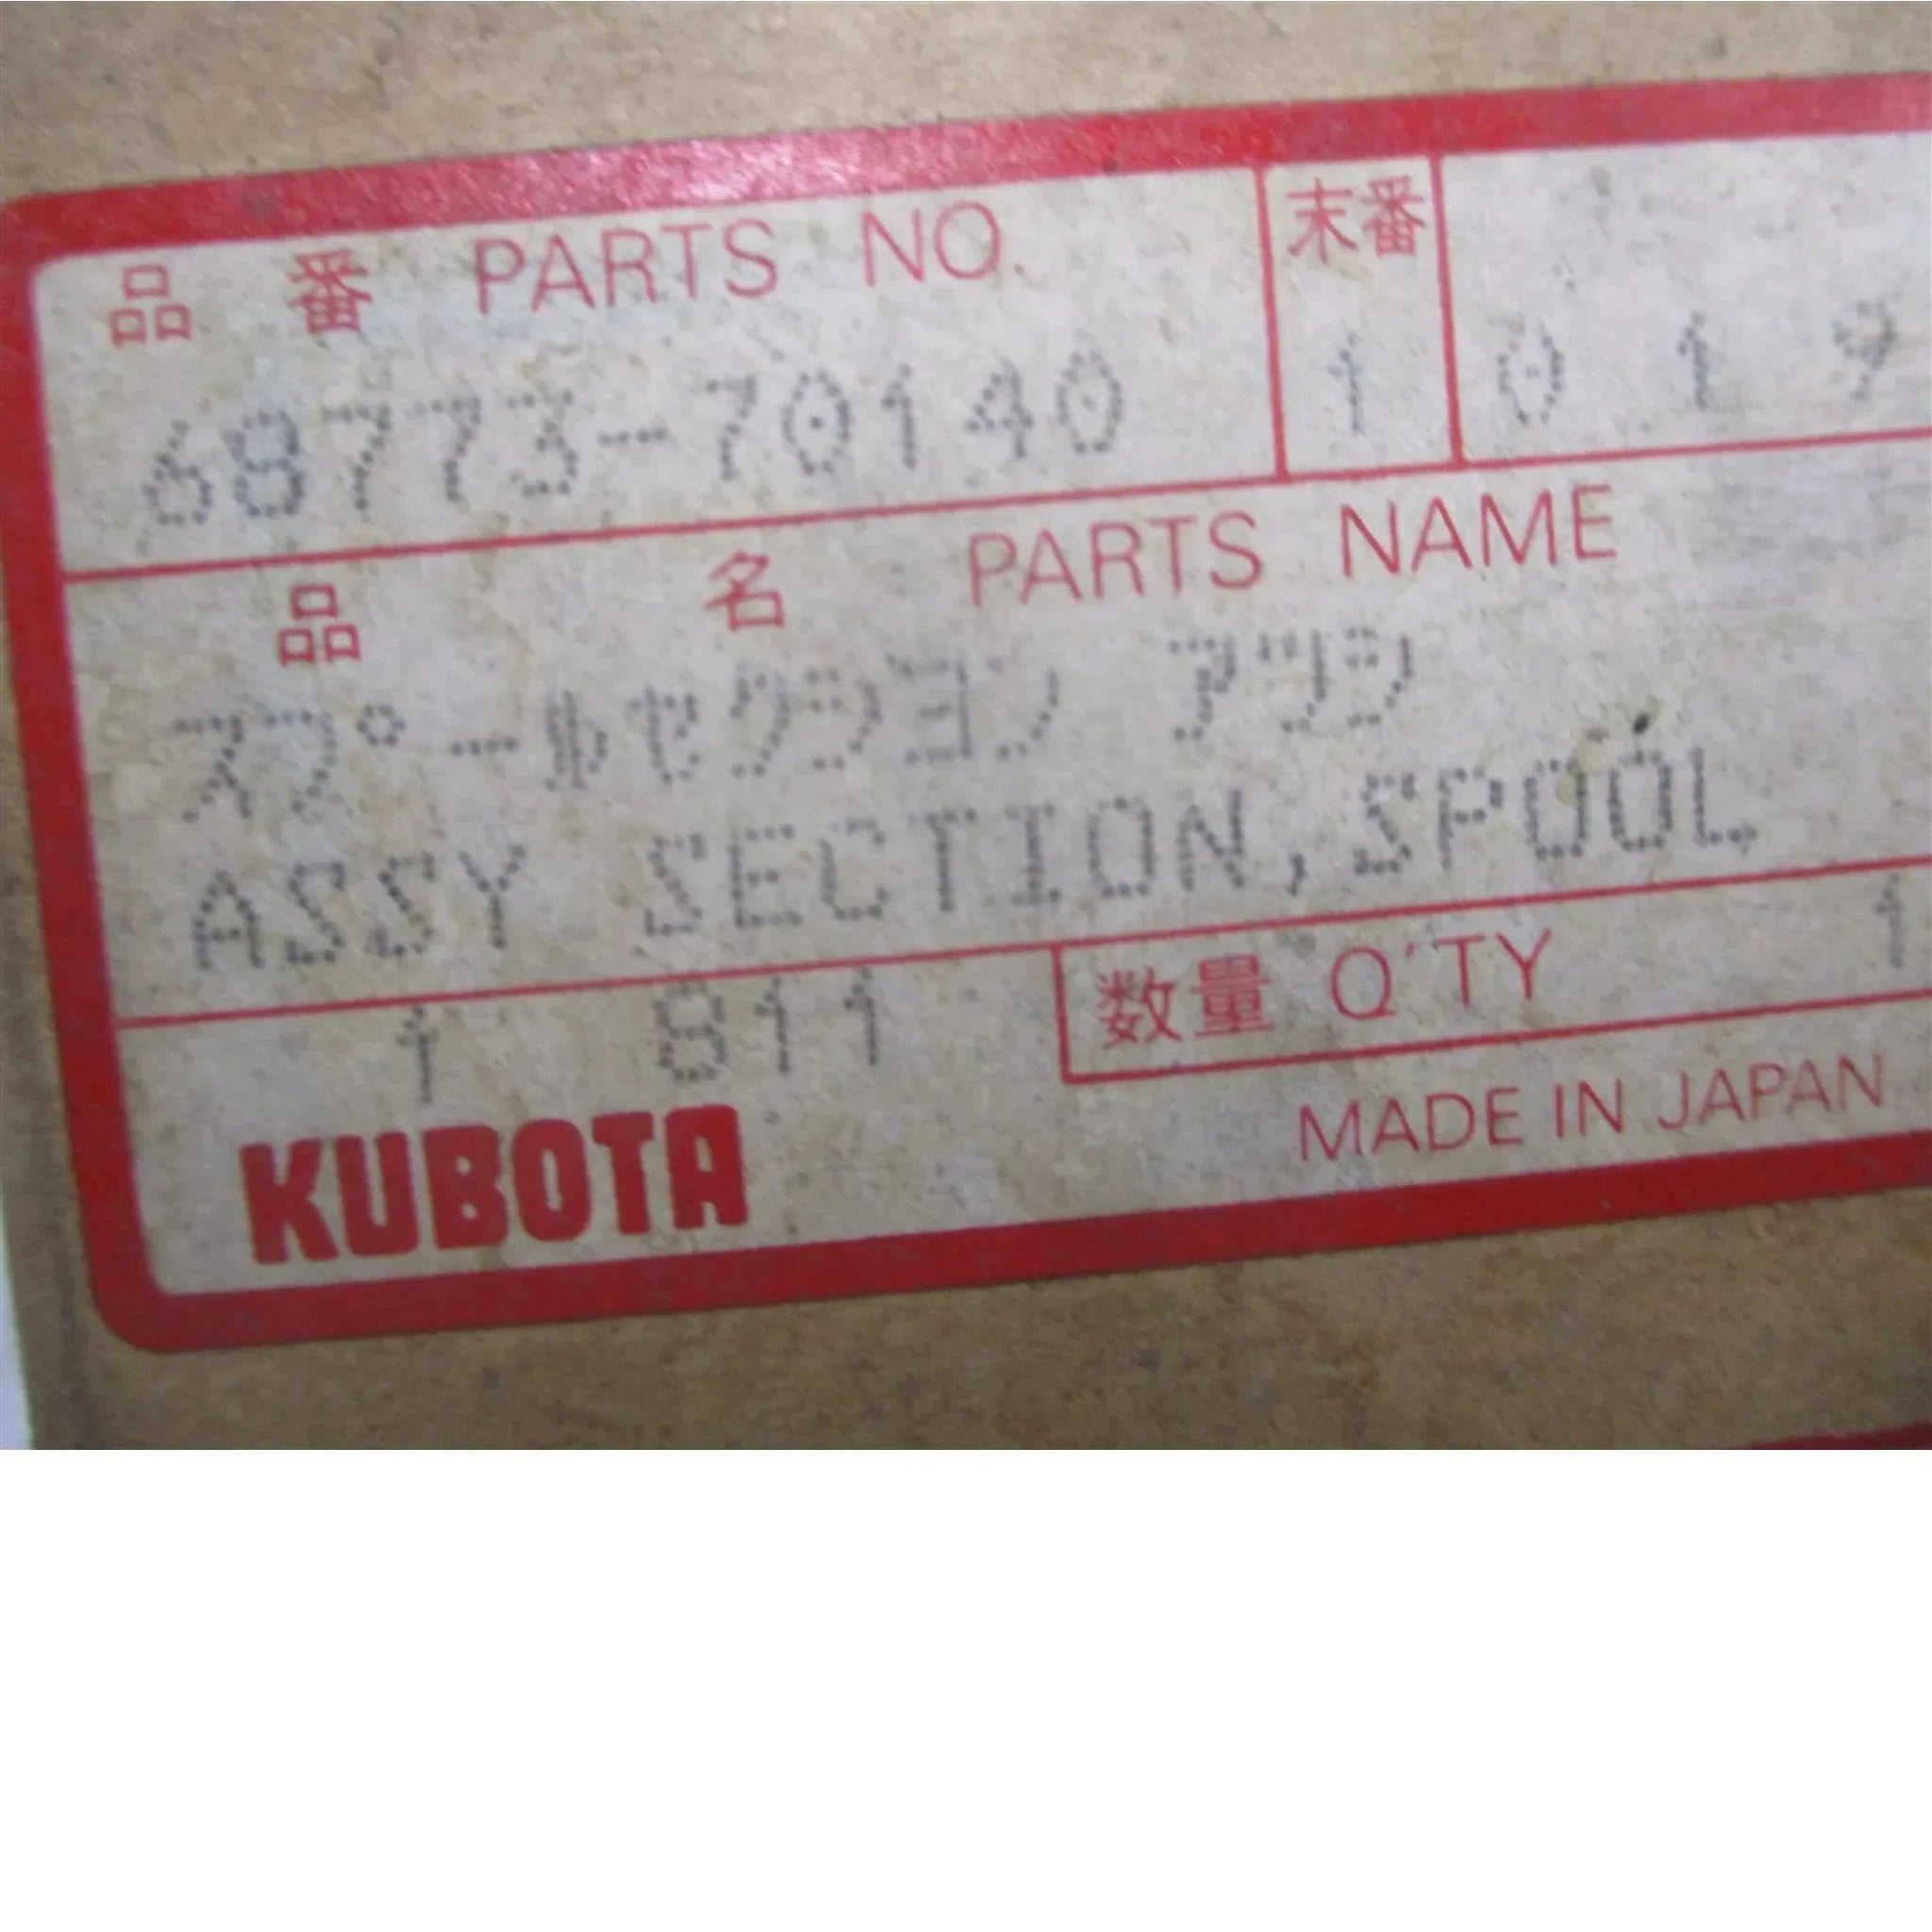 品 番 PARTS NO. 末番
68773-70140 1 0 1 9
品 名 PARTS NAME
スプールセクシヨン アツシ
ASSY SECTION,SPOOL
数量 Q'TY 1
1 811
KUBOTA
MADE IN JAPAN